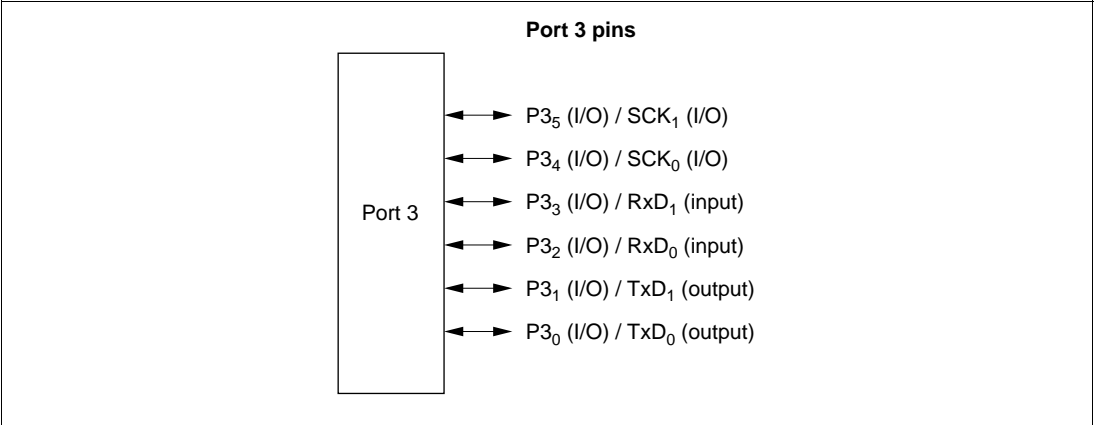 Port 3 pins
P3₅ (I/O) / SCK₁ (I/O)
P3₄ (I/O) / SCK₀ (I/O)
P3₃ (I/O) / RxD₁ (input)
Port 3
P3₂ (I/O) / RxD₀ (input)
P3₁ (I/O) / TxD₁ (output)
P3₀ (I/O) / TxD₀ (output)